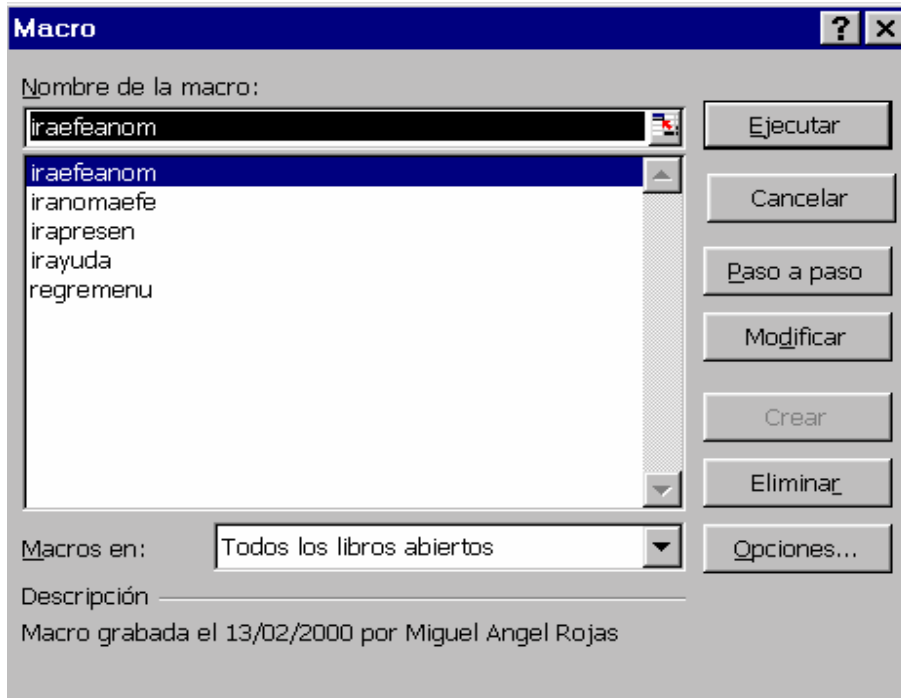 Macro
Nombre de la macro:
iraefeanom
Ejecutar
iraefeanom
iranomaefe
irapresen
irayuda
regremenu
Cancelar
Paso a paso
Modificar
Crear
Eliminar
Macros en:
Todos los libros abiertos
Opciones...
Descripción
Macro grabada el 13/02/2000 por Miguel Angel Rojas